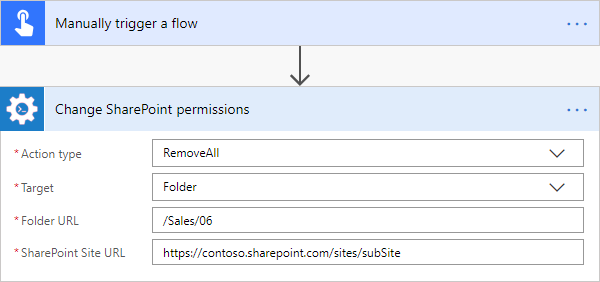 Manually trigger a flow
Change SharePoint permissions
* Action type RemoveAll
* Target Folder
* Folder URL /Sales/06
* SharePoint Site URL https://contoso.sharepoint.com/sites/subSite